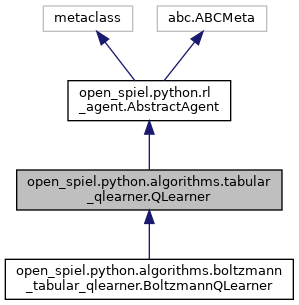 metaclass
abc.ABCMeta
open_spiel.python.rl
_agent.AbstractAgent
open_spiel.python.algorithms.tabular
_qlearner.QLearner
open_spiel.python.algorithms.boltzmann
_tabular_qlearner.BoltzmannQLearner